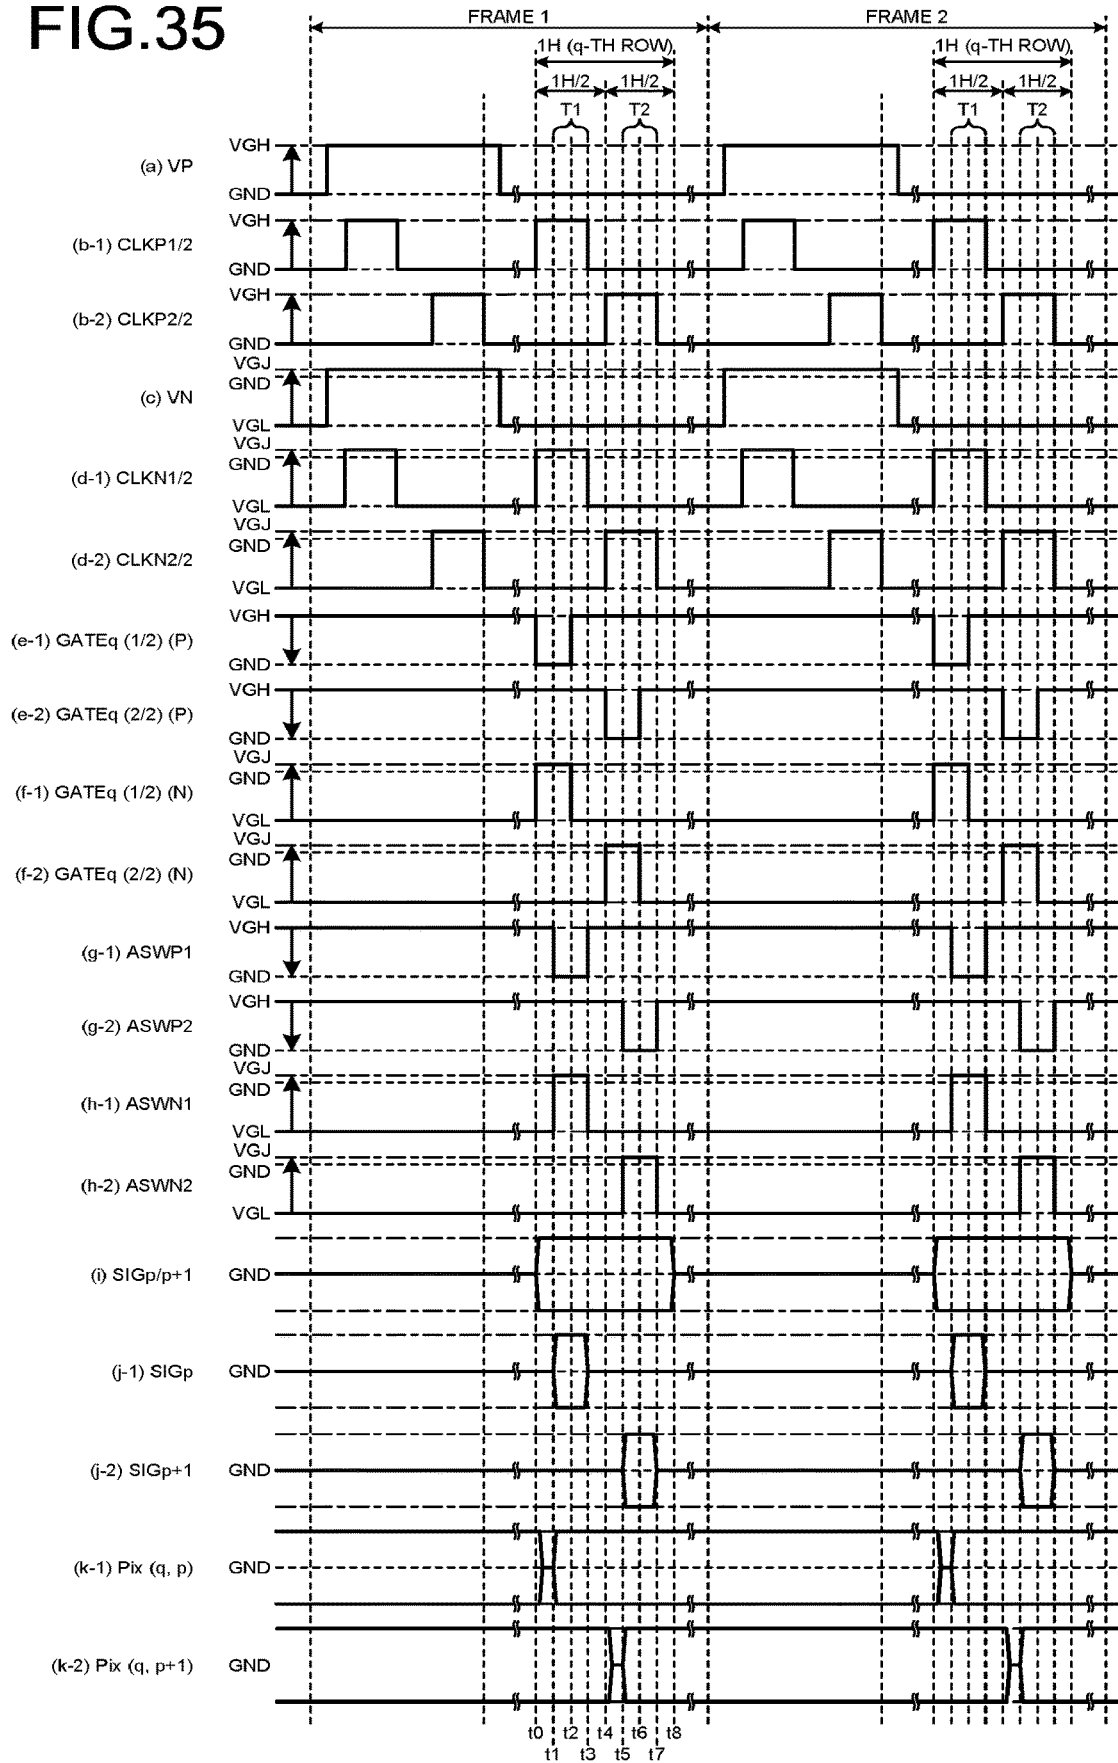 FIG.35
FRAME 1 FRAME 2
1H (q-TH ROW) 1H (q-TH ROW)
1H/2 1H/2 1H/2 1H/2
T1 T2 T1 T2
VGH
(a) VP
GND
VGH
(b-1) CLKP1/2
GND
VGH
(b-2) CLKP2/2
GND
VGJ
GND
(c) VN
VGL
VGJ
GND
(d-1) CLKN1/2
VGL
VGJ
GND
(d-2) CLKN2/2
VGL
VGH
(e-1) GATEq (1/2) (P)
GND
VGH
(e-2) GATEq (2/2) (P)
GND
VGJ
GND
(f-1) GATEq (1/2) (N)
VGL
VGJ
GND
(f-2) GATEq (2/2) (N)
VGL
VGH
(g-1) ASWP1
GND
VGH
(g-2) ASWP2
GND
VGJ
GND
(h-1) ASWN1
VGL
VGJ
GND
(h-2) ASWN2
VGL
(i) SIGp/p+1 GND
(j-1) SIGp GND
(j-2) SIGp+1 GND
(k-1) Pix (q, p) GND
(k-2) Pix (q, p+1) GND
t0 t2 t4 t6 t8
t1 t3 t5 t7